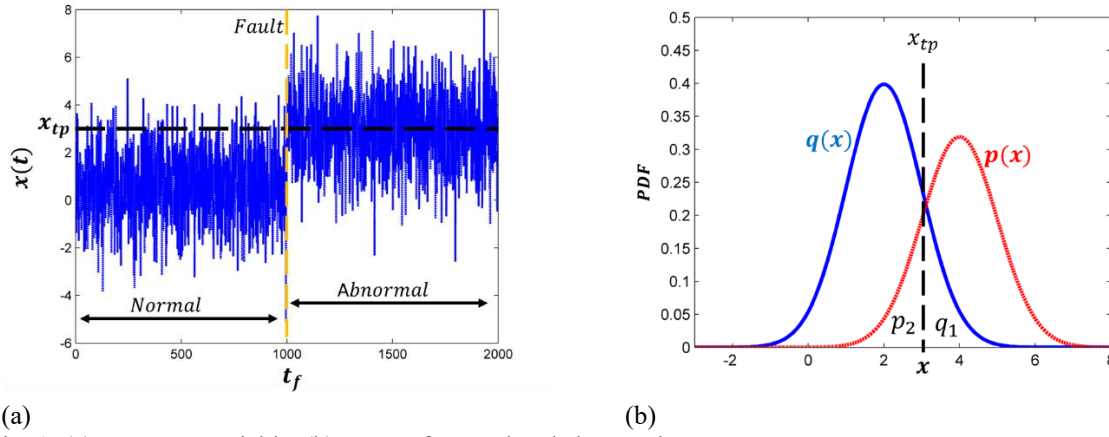 8
Fault
6
4
x_tp
2
x(t)
0
-2
-4
Normal
Abnormal
-6
0
500
1000
1500
2000
t_f
(a)
0.5
0.45
x_tp
0.4
0.35
q(x)
p(x)
0.3
PDF
0.25
0.2
0.15
0.1
0.05
p_2
q_1
0
-2
0
2
4
6
8
x
(b)